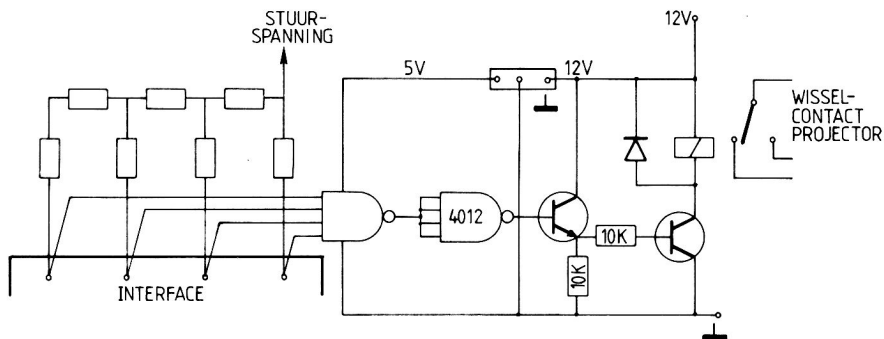 STUUR-
SPANNING
12V
5V
12V
WISSEL-
CONTACT
PROJECTOR
4012
10K
10K
INTERFACE